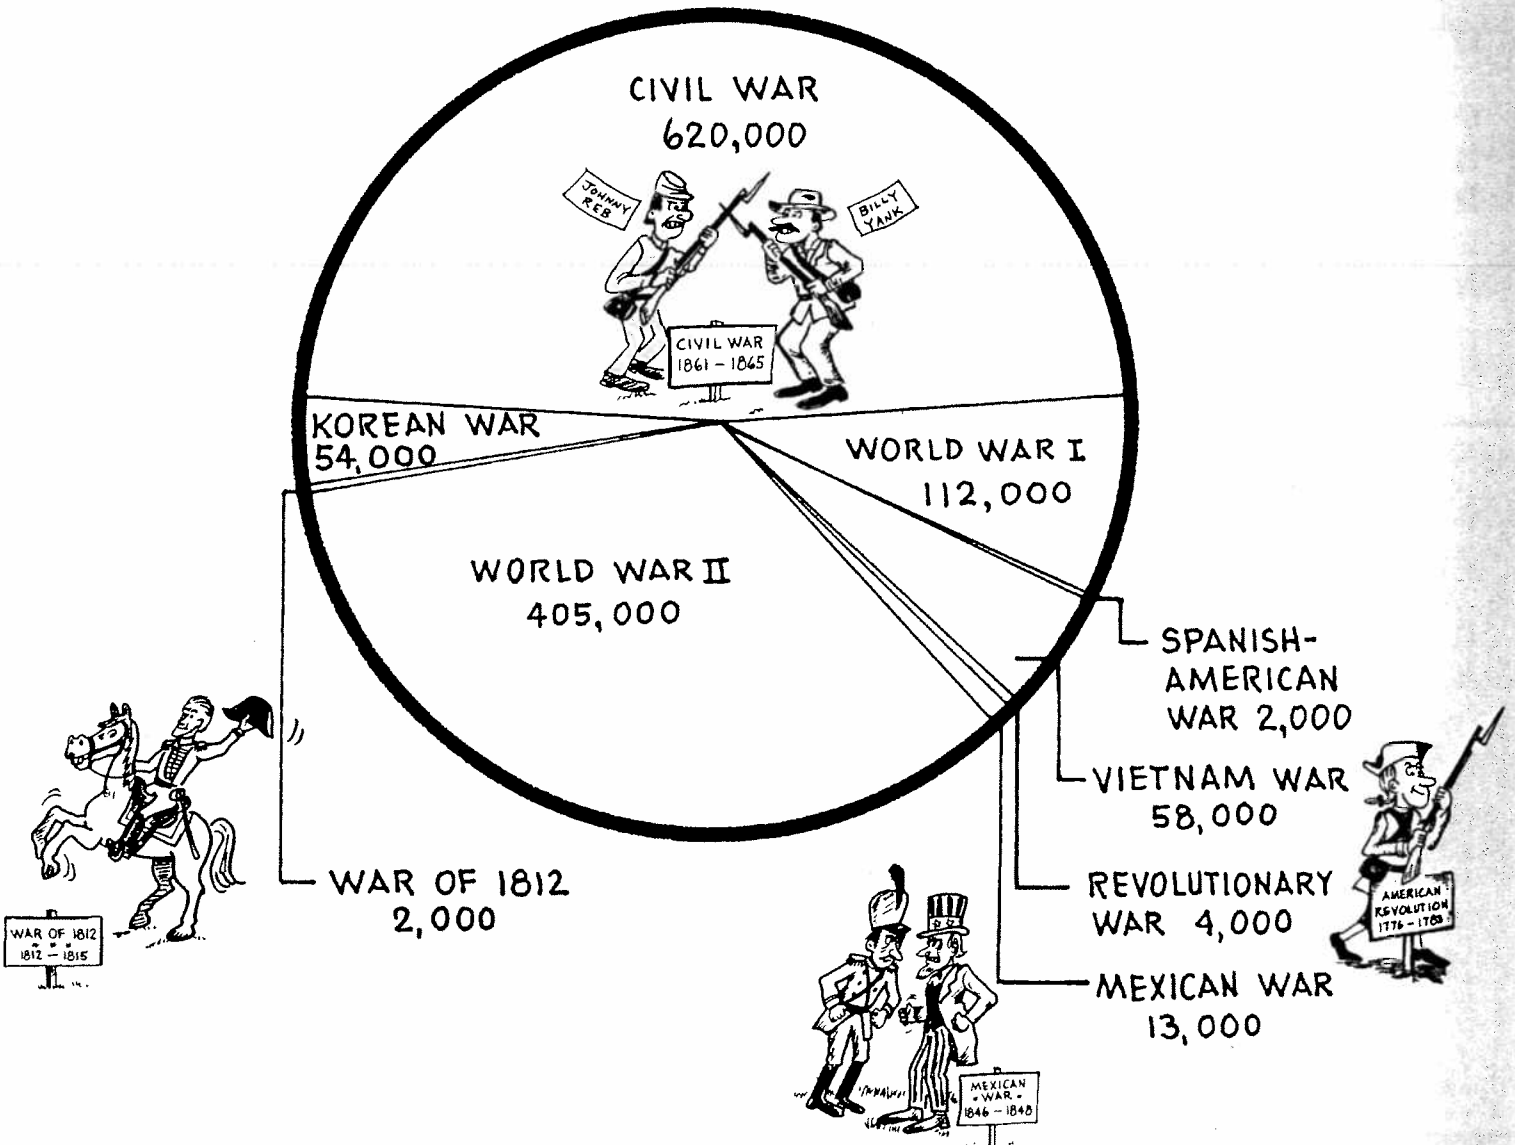 CIVIL WAR
620,000
JOHNNY
REB
BILLY
YANK
CIVIL WAR
1861 – 1865
KOREAN WAR
54,000
WORLD WAR I
112,000
WORLD WAR II
405,000
SPANISH-
AMERICAN
WAR 2,000
VIETNAM WAR
58,000
REVOLUTIONARY
WAR 4,000
AMERICAN
REVOLUTION
1776 – 1783
MEXICAN WAR
13,000
WAR OF 1812
2,000
WAR OF 1812
1812 – 1815
MEXICAN
WAR
1846 – 1848